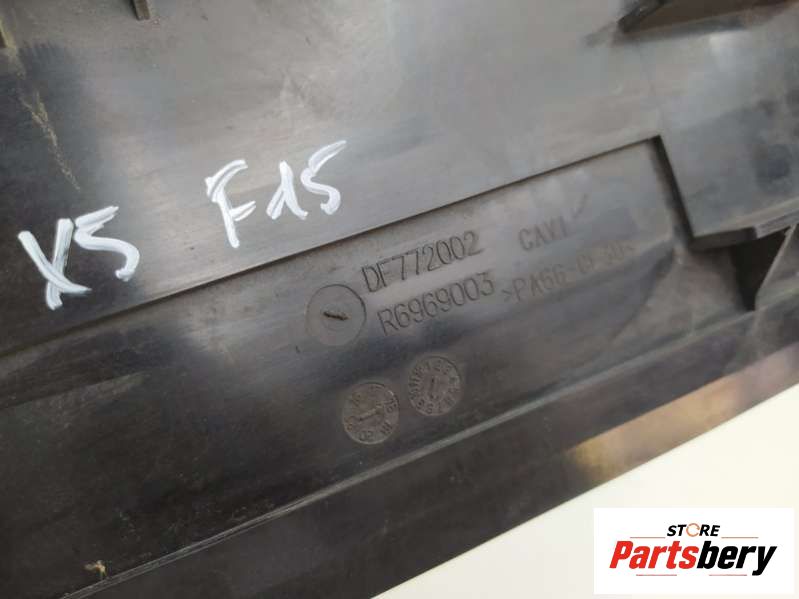 X5 F15
DF772002 CAV1
R6969003 >PA66-GF30<
STORE
Partsbery